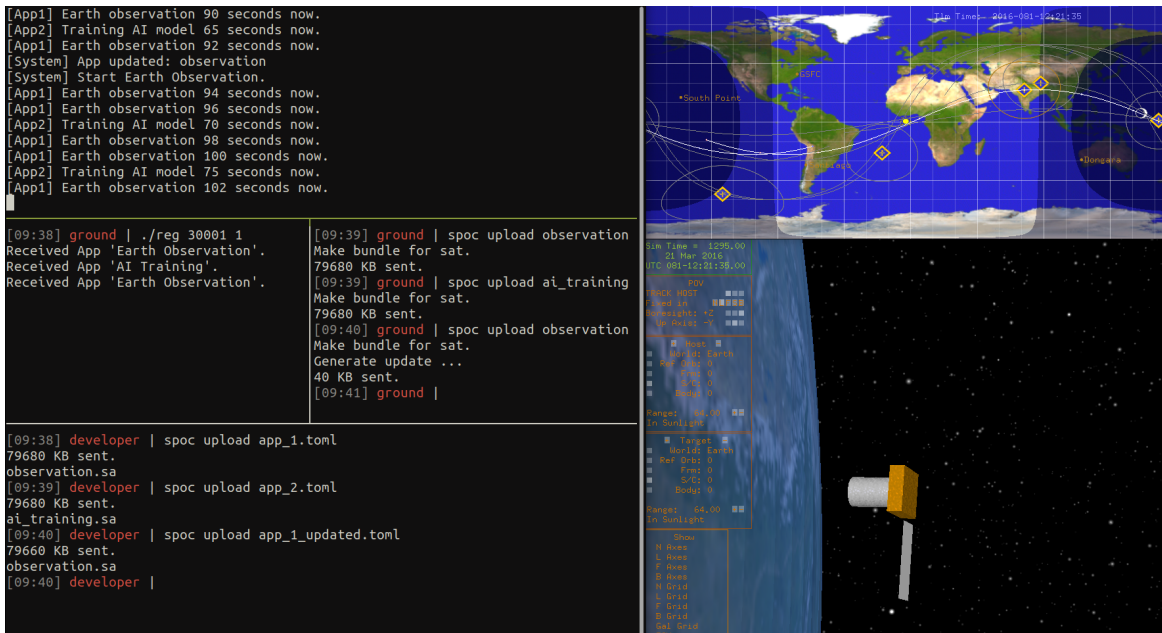 [App1] Earth observation 90 seconds now.
[App2] Training AI model 65 seconds now.
[App1] Earth observation 92 seconds now.
[System] App updated: observation
[System] Start Earth Observation.
[App1] Earth observation 94 seconds now.
[App1] Earth observation 96 seconds now.
[App2] Training AI model 70 seconds now.
[App1] Earth observation 98 seconds now.
[App1] Earth observation 100 seconds now.
[App2] Training AI model 75 seconds now.
[App1] Earth observation 102 seconds now.
[09:38] ground | ./reg 30001 1
Received App 'Earth Observation'.
Received App 'AI Training'.
Received App 'Earth Observation'.
[09:39] ground | spoc upload observation
Make bundle for sat.
79680 KB sent.
[09:39] ground | spoc upload ai_training
Make bundle for sat.
79680 KB sent.
[09:40] ground | spoc upload observation
Make bundle for sat.
Generate update ...
40 KB sent.
[09:41] ground |
[09:38] developer | spoc upload app_1.toml
79680 KB sent.
observation.sa
[09:39] developer | spoc upload app_2.toml
79680 KB sent.
ai_training.sa
[09:40] developer | spoc upload app_1_updated.toml
79660 KB sent.
observation.sa
[09:40] developer |
Tlm Time: 2016-081-12:21:35
GSFC
South Point
Dongara
Sim Time = 1295.00
21 Mar 2016
UTC 081-12:21:35.00
POV
TRACK HOST
Fixed in
Boresight: +Z
Up Axis: -Y
Host
World: Earth
Ref Orb: 0
Frm: 0
S/C: 0
Body: 0
Range: 64.00
In Sunlight
Target
World: Earth
Ref Orb: 0
Frm: 0
S/C: 0
Body: 0
Range: 64.00
In Sunlight
Show
N Axes
L Axes
F Axes
B Axes
N Grid
L Grid
F Grid
B Grid
Gal Grid